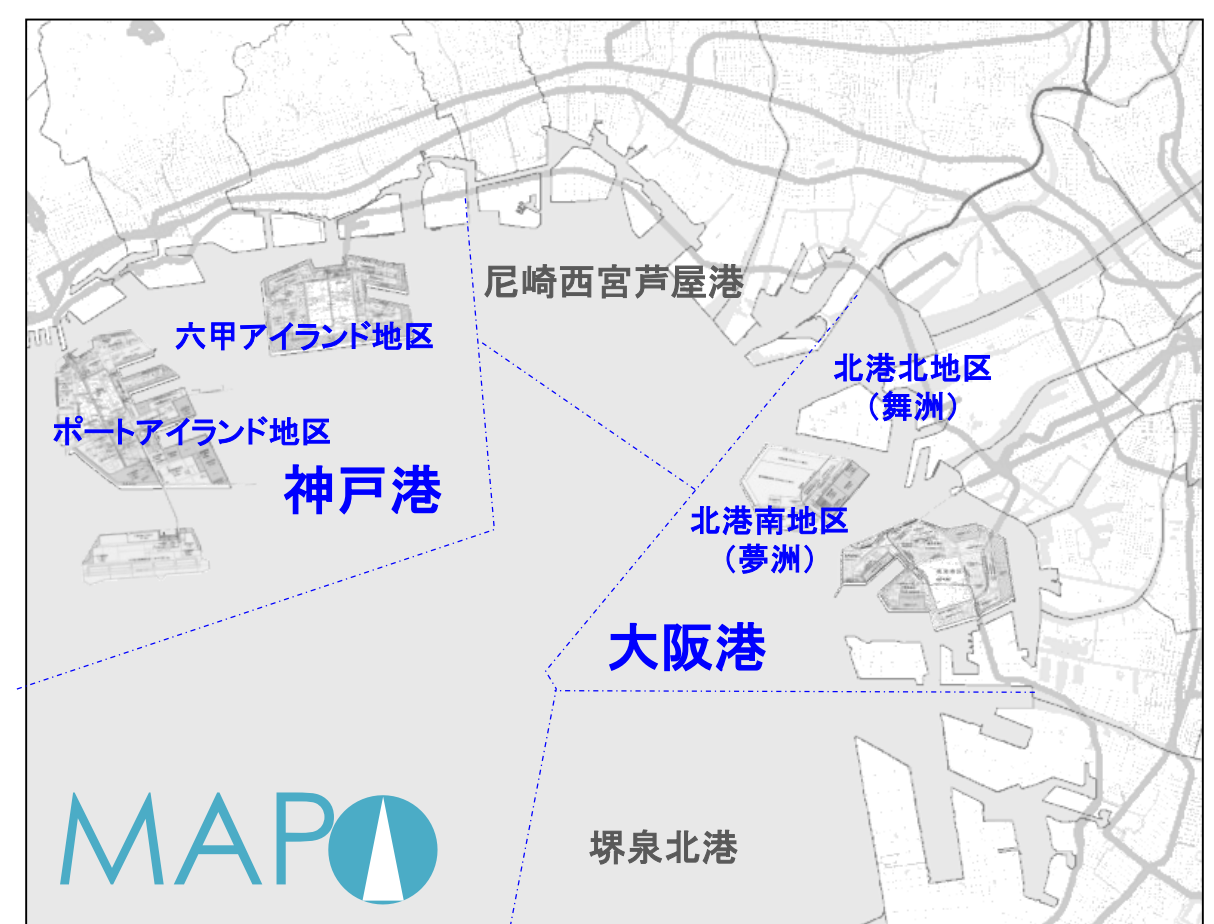 尼崎西宮芦屋港
六甲アイランド地区
北港北地区
（舞洲）
ポートアイランド地区
神戸港
北港南地区
（夢洲）
大阪港
堺泉北港
MAP